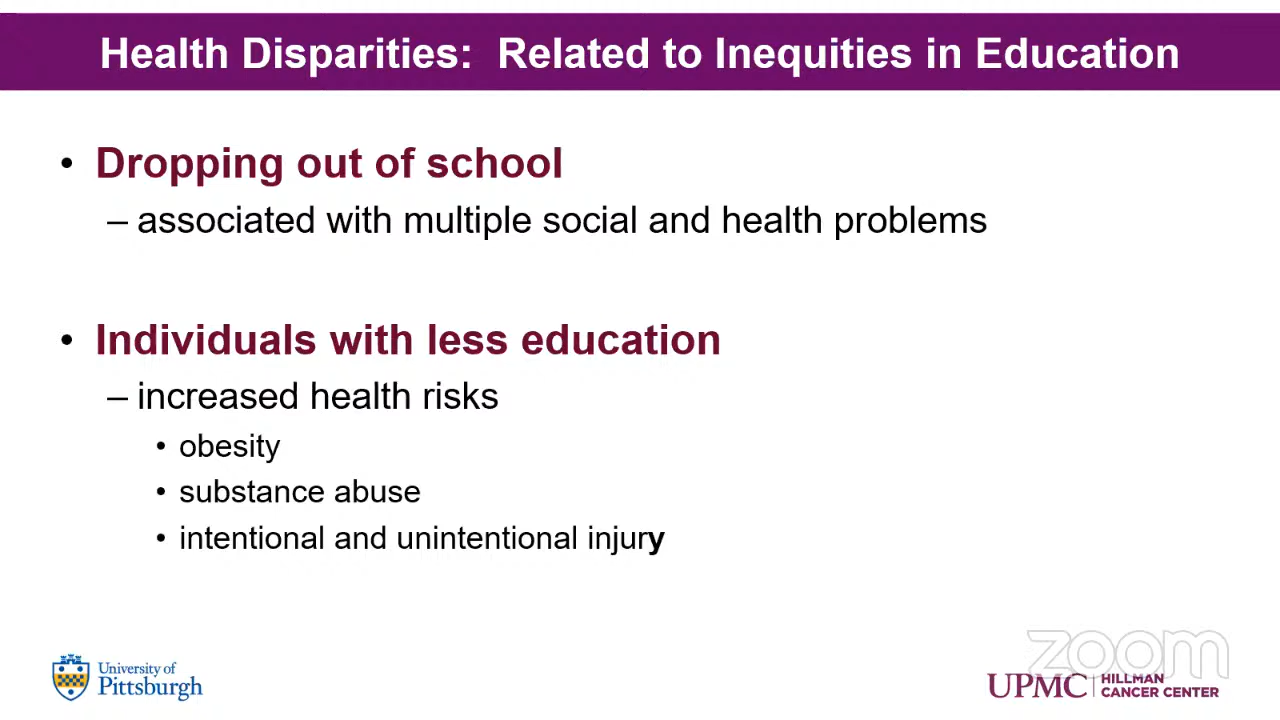 Health Disparities:  Related to Inequities in Education
• Dropping out of school
– associated with multiple social and health problems
• Individuals with less education
– increased health risks
• obesity
• substance abuse
• intentional and unintentional injury
University of
Pittsburgh
zoom
UPMC | HILLMAN
CANCER CENTER